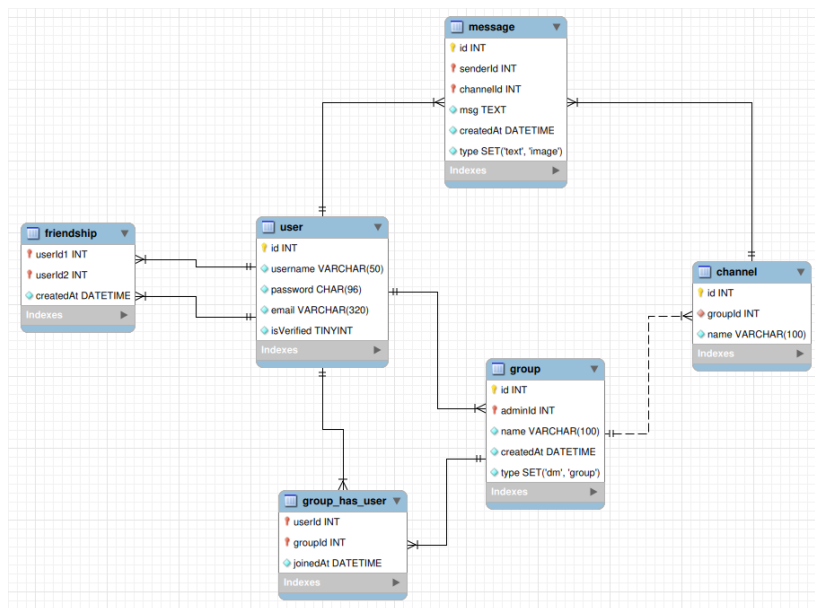 message
id INT
senderId INT
channelId INT
msg TEXT
createdAt DATETIME
type SET('text', 'image')
Indexes
friendship
userId1 INT
userId2 INT
createdAt DATETIME
Indexes
user
id INT
username VARCHAR(50)
password CHAR(96)
email VARCHAR(320)
isVerified TINYINT
Indexes
channel
id INT
groupId INT
name VARCHAR(100)
Indexes
group
id INT
adminId INT
name VARCHAR(100)
createdAt DATETIME
type SET('dm', 'group')
Indexes
group_has_user
userId INT
groupId INT
joinedAt DATETIME
Indexes